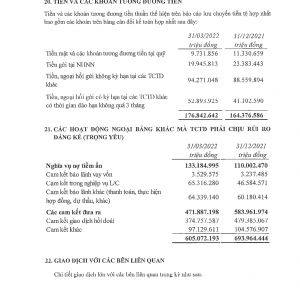 20. TIỀN VÀ CÁC KHOẢN TƯƠNG ĐƯƠNG TIỀN
Tiền và các khoản tương đương tiền thuần thể hiện trên báo cáo lưu chuyển tiền tệ hợp nhất
bao gồm các khoản trên bảng cân đối kế toán hợp nhất sau đây:
31/03/2022 31/12/2021
triệu đồng triệu đồng
Tiền mặt và các khoản tương đương tiền tại quỹ 9.731.856 11.330.659
Tiền gửi tại NHNN 19.945.813 23.383.443
Tiền, ngoại hối gửi không kỳ hạn tại các TCTD
khác 94.271.048 88.559.894
Tiền, ngoại hối gửi có kỳ hạn tại các TCTD khác
có thời gian đáo hạn không quá 3 tháng 52.893.925 41.102.590
176.842.642 164.376.586
21. CÁC HOẠT ĐỘNG NGOẠI BẢNG KHÁC MÀ TCTD PHẢI CHỊU RỦI RO
ĐÁNG KỂ (TRỌNG YẾU)
31/03/2022 31/12/2021
triệu đồng triệu đồng
Nghĩa vụ nợ tiềm ẩn 133.184.995 110.002.470
Cam kết bảo lãnh vay vốn 3.529.575 3.237.485
Cam kết trong nghiệp vụ L/C 65.316.280 46.584.571
Cam kết bảo lãnh khác (thanh toán, thực hiện
hợp đồng, dự thầu, khác) 64.339.140 60.180.414
Các cam kết đưa ra 471.887.198 583.961.974
Cam kết giao dịch hối đoái 374.757.587 479.385.067
Cam kết khác 97.129.611 104.576.907
605.072.193 693.964.444
22. GIAO DỊCH VỚI CÁC BÊN LIÊN QUAN
Chi tiết giao dịch lớn với các bên liên quan trong kỳ như sau: